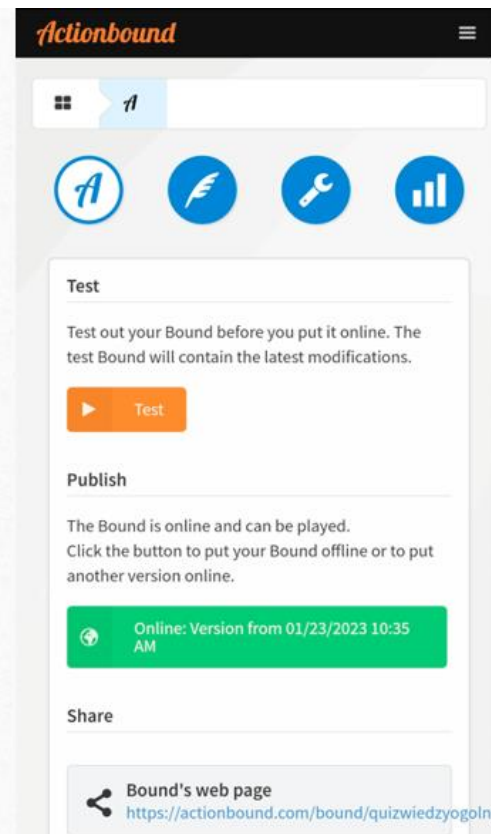 Actionbound
A
A
Test
Test out your Bound before you put it online. The
test Bound will contain the latest modifications.
Test
Publish
The Bound is online and can be played.
Click the button to put your Bound offline or to put
another version online.
Online: Version from 01/23/2023 10:35
AM
Share
Bound's web page
https://actionbound.com/bound/quizwiedzyogoln